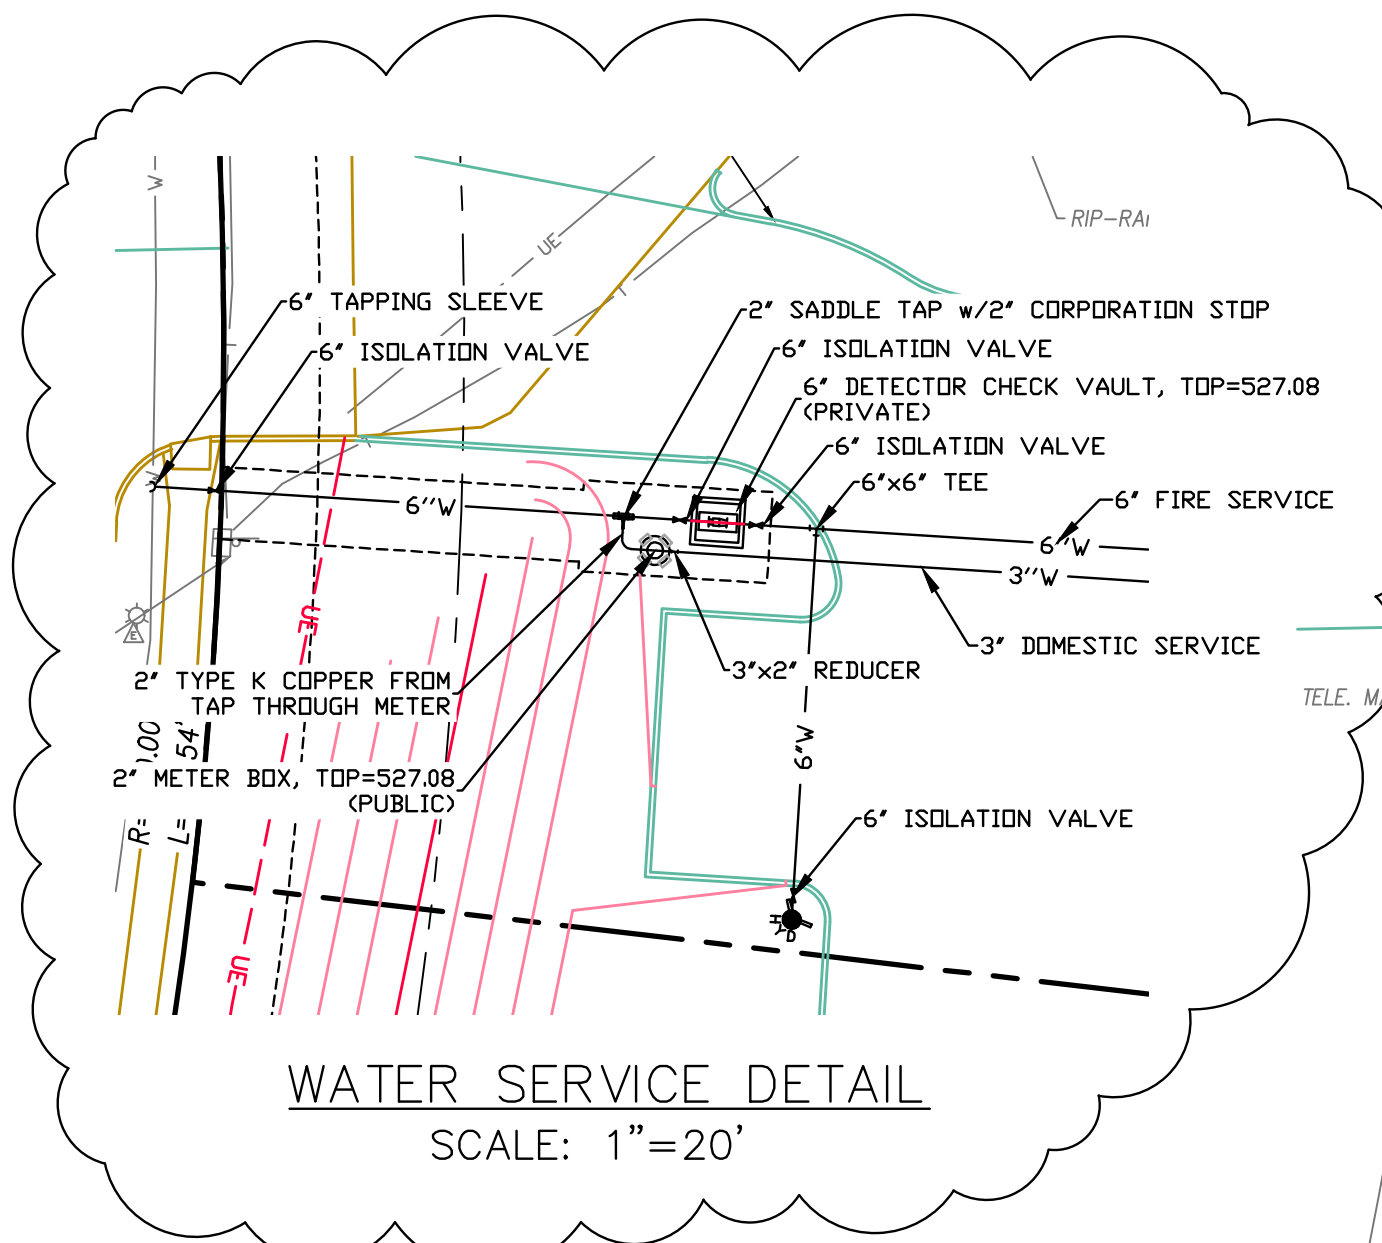 W
UE
RIP-RA
6" TAPPING SLEEVE
2" SADDLE TAP w/2" CORPORATION STOP
6" ISOLATION VALVE
6" ISOLATION VALVE
6" DETECTOR CHECK VAULT, TOP=527.08
(PRIVATE)
6" ISOLATION VALVE
6"x6" TEE
6" FIRE SERVICE
6"W
6"W
3"W
E
UE
3" DOMESTIC SERVICE
3"x2" REDUCER
2" TYPE K COPPER FROM
TAP THROUGH METER
TELE. M
6"W
2" METER BOX, TOP=527.08
(PUBLIC)
R= .00
L= 54'
6" ISOLATION VALVE
HYD
UE
WATER SERVICE DETAIL
SCALE: 1"=20'